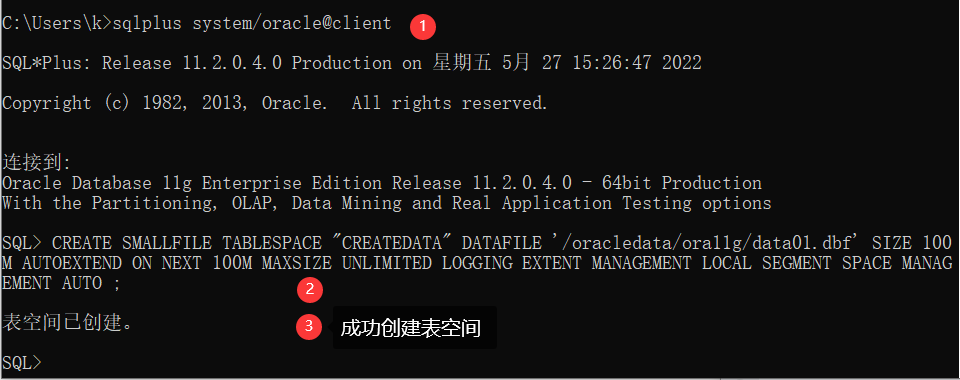 C:\Users\k>sqlplus system/oracle@client
1
SQL*Plus: Release 11.2.0.4.0 Production on 星期五 5月 27 15:26:47 2022
Copyright (c) 1982, 2013, Oracle.  All rights reserved.
连接到:
Oracle Database 11g Enterprise Edition Release 11.2.0.4.0 - 64bit Production
With the Partitioning, OLAP, Data Mining and Real Application Testing options
SQL> CREATE SMALLFILE TABLESPACE "CREATEDATA" DATAFILE '/oracledata/ora11g/data01.dbf' SIZE 100
M AUTOEXTEND ON NEXT 100M MAXSIZE UNLIMITED LOGGING EXTENT MANAGEMENT LOCAL SEGMENT SPACE MANAG
EMENT AUTO ;
2
表空间已创建。
3
成功创建表空间
SQL>